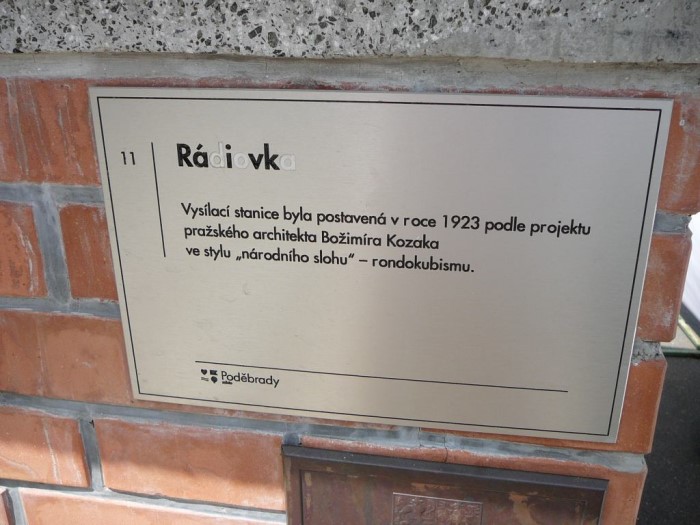 11
Rádiovka
Vysílací stanice byla postavená v roce 1923 podle projektu
pražského architekta Božimíra Kozaka
ve stylu „národního slohu“ – rondokubismu.
Poděbrady